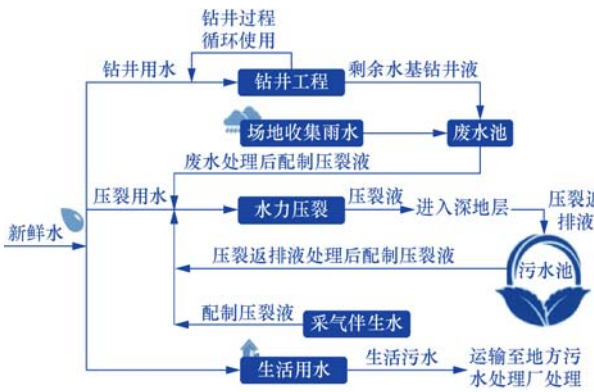 钻井过程
循环使用
钻井用水
钻井工程
剩余水基钻井液
场地收集雨水
废水池
废水处理后配制压裂液
压裂用水
水力压裂
压裂液
进入深地层
压裂返
排液
新鲜水
压裂返排液处理后配制压裂液
污水池
配制压裂液
采气伴生水
生活用水
生活污水
运输至地方污
水处理厂处理